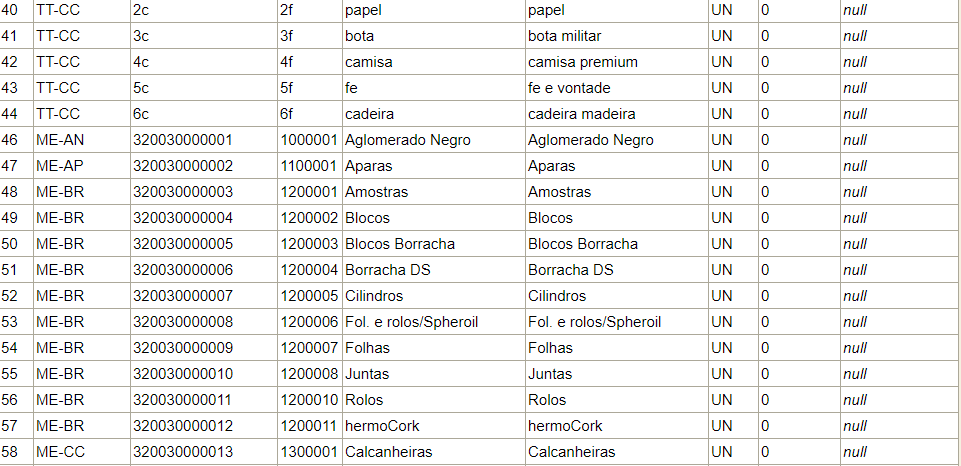 40 TT-CC 2c 2f papel papel UN 0 null
41 TT-CC 3c 3f bota bota militar UN 0 null
42 TT-CC 4c 4f camisa camisa premium UN 0 null
43 TT-CC 5c 5f fe fe e vontade UN 0 null
44 TT-CC 6c 6f cadeira cadeira madeira UN 0 null
46 ME-AN 320030000001 1000001 Aglomerado Negro Aglomerado Negro UN 0 null
47 ME-AP 320030000002 1100001 Aparas Aparas UN 0 null
48 ME-BR 320030000003 1200001 Amostras Amostras UN 0 null
49 ME-BR 320030000004 1200002 Blocos Blocos UN 0 null
50 ME-BR 320030000005 1200003 Blocos Borracha Blocos Borracha UN 0 null
51 ME-BR 320030000006 1200004 Borracha DS Borracha DS UN 0 null
52 ME-BR 320030000007 1200005 Cilindros Cilindros UN 0 null
53 ME-BR 320030000008 1200006 Fol. e rolos/Spheroil Fol. e rolos/Spheroil UN 0 null
54 ME-BR 320030000009 1200007 Folhas Folhas UN 0 null
55 ME-BR 320030000010 1200008 Juntas Juntas UN 0 null
56 ME-BR 320030000011 1200010 Rolos Rolos UN 0 null
57 ME-BR 320030000012 1200011 hermoCork hermoCork UN 0 null
58 ME-CC 320030000013 1300001 Calcanheiras Calcanheiras UN 0 null